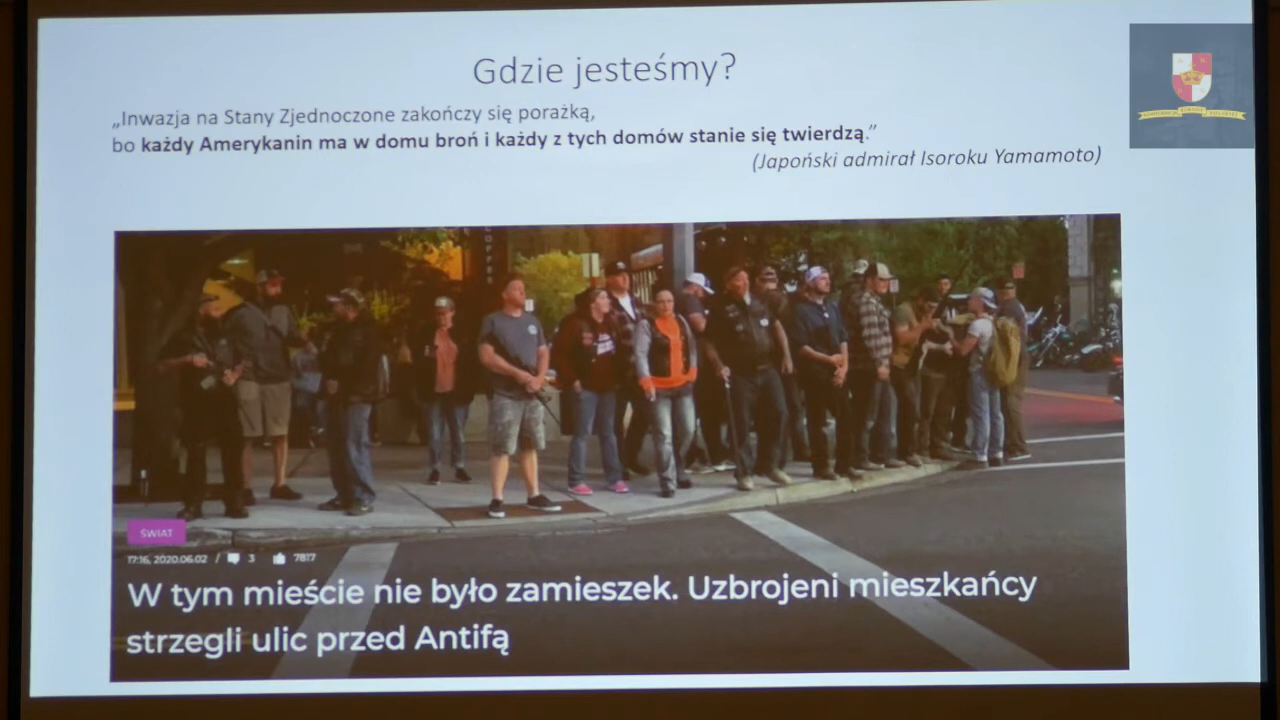 Gdzie jesteśmy?
„Inwazja na Stany Zjednoczone zakończy się porażką,
bo każdy Amerykanin ma w domu broń i każdy z tych domów stanie się twierdzą.”
(Japoński admirał Isoroku Yamamoto)
ŚWIAT
17:16, 2020.06.02 / 3 7817
W tym mieście nie było zamieszek. Uzbrojeni mieszkańcy
strzegli ulic przed Antifą